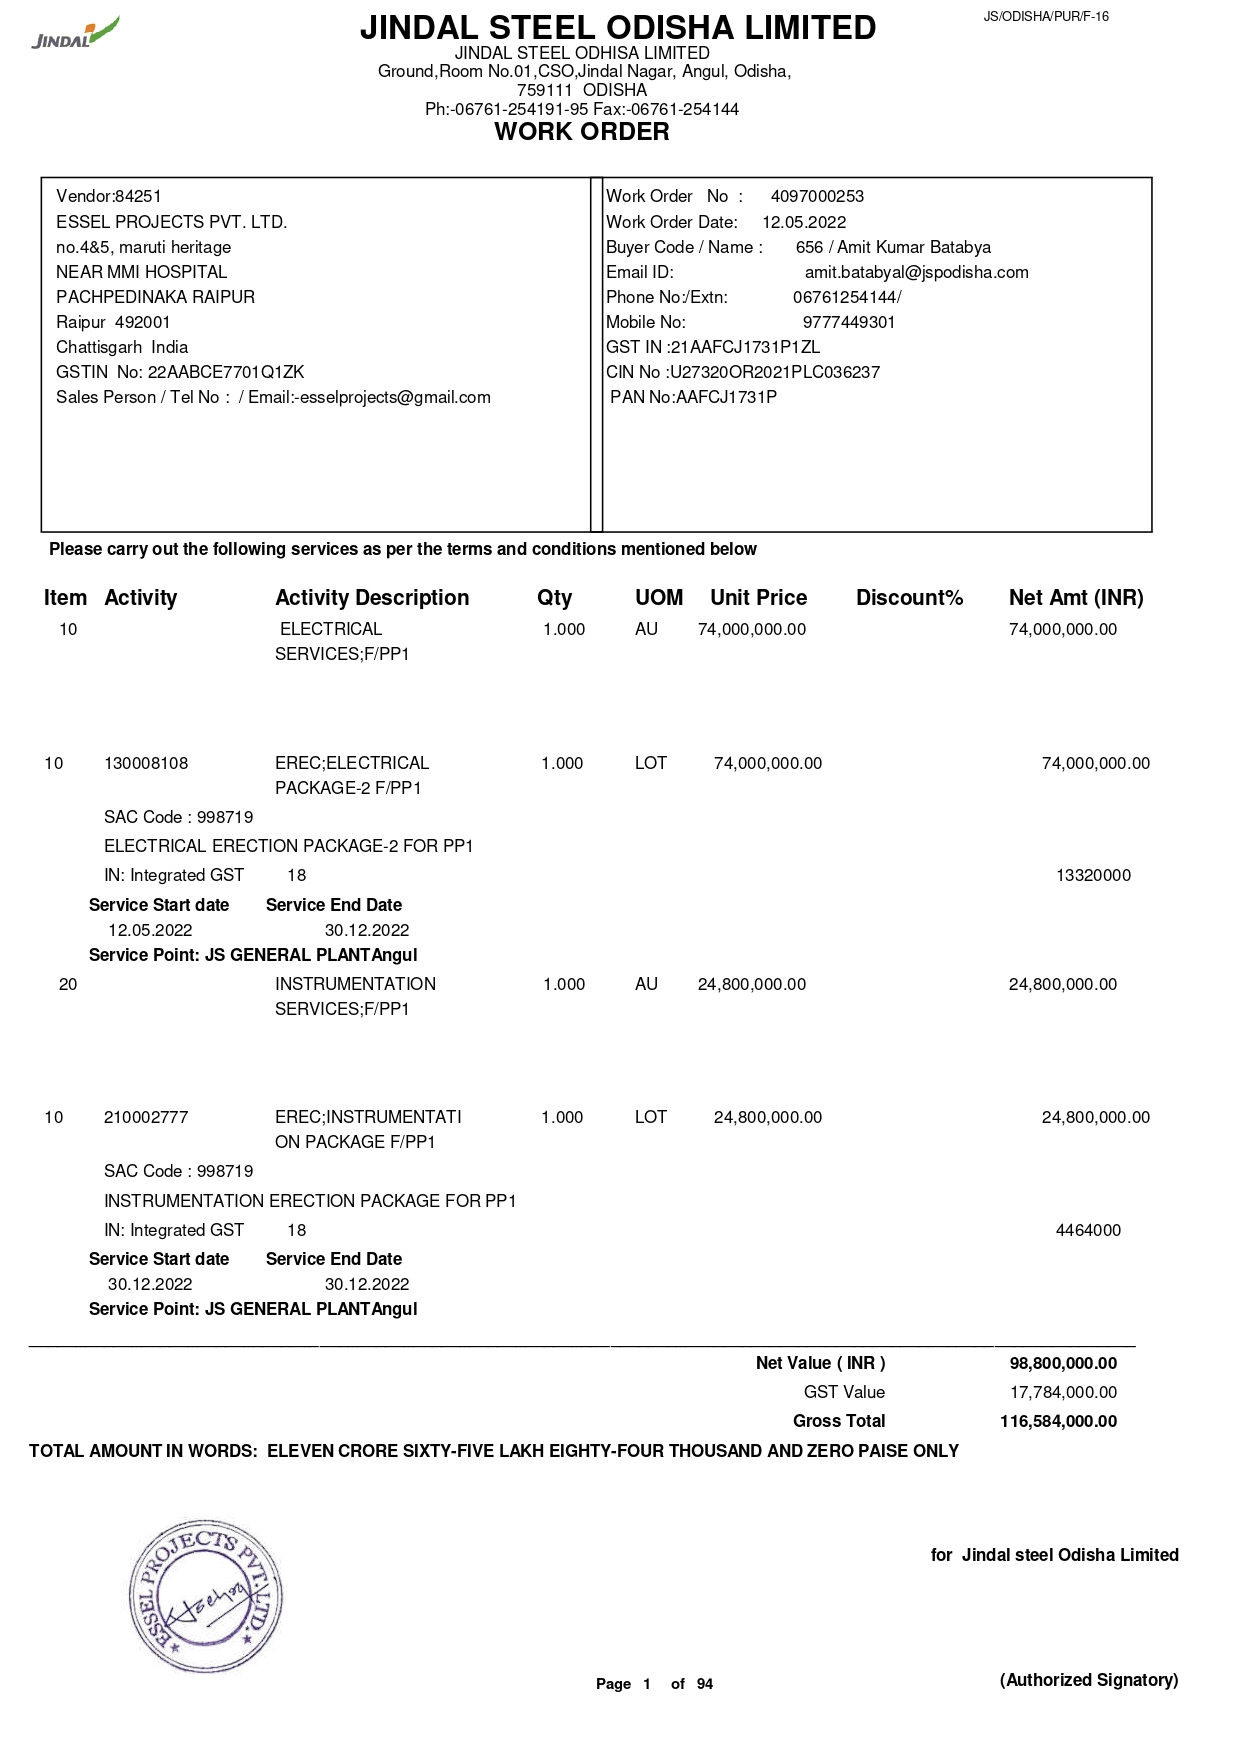 JINDAL
JS/ODISHA/PUR/F-16
JINDAL STEEL ODISHA LIMITED
JINDAL STEEL ODHISA LIMITED
Ground,Room No.01,CSO,Jindal Nagar, Angul, Odisha,
759111 ODISHA
Ph:-06761-254191-95 Fax:-06761-254144
WORK ORDER
Vendor:84251
ESSEL PROJECTS PVT. LTD.
no.4&5, maruti heritage
NEAR MMI HOSPITAL
PACHPEDINAKA RAIPUR
Raipur 492001
Chattisgarh India
GSTIN No: 22AABCE7701Q1ZK
Sales Person / Tel No : / Email:-esselprojects@gmail.com
Work Order No : 4097000253
Work Order Date: 12.05.2022
Buyer Code / Name : 656 / Amit Kumar Batabya
Email ID: amit.batabyal@jspodisha.com
Phone No:/Extn: 06761254144/
Mobile No: 9777449301
GST IN :21AAFCJ1731P1ZL
CIN No :U27320OR2021PLC036237
PAN No:AAFCJ1731P
Please carry out the following services as per the terms and conditions mentioned below
Item Activity Activity Description Qty UOM Unit Price Discount% Net Amt (INR)
10 ELECTRICAL 1.000 AU 74,000,000.00 74,000,000.00
SERVICES;F/PP1
10 130008108 EREC;ELECTRICAL 1.000 LOT 74,000,000.00 74,000,000.00
PACKAGE-2 F/PP1
SAC Code : 998719
ELECTRICAL ERECTION PACKAGE-2 FOR PP1
IN: Integrated GST 18 13320000
Service Start date Service End Date
12.05.2022 30.12.2022
Service Point: JS GENERAL PLANTAngul
20 INSTRUMENTATION 1.000 AU 24,800,000.00 24,800,000.00
SERVICES;F/PP1
10 210002777 EREC;INSTRUMENTATI 1.000 LOT 24,800,000.00 24,800,000.00
ON PACKAGE F/PP1
SAC Code : 998719
INSTRUMENTATION ERECTION PACKAGE FOR PP1
IN: Integrated GST 18 4464000
Service Start date Service End Date
30.12.2022 30.12.2022
Service Point: JS GENERAL PLANTAngul
Net Value ( INR ) 98,800,000.00
GST Value 17,784,000.00
Gross Total 116,584,000.00
TOTAL AMOUNT IN WORDS: ELEVEN CRORE SIXTY-FIVE LAKH EIGHTY-FOUR THOUSAND AND ZERO PAISE ONLY
ESSEL PROJECTS PVT. LTD.
for Jindal steel Odisha Limited
(Authorized Signatory)
Page 1 of 94